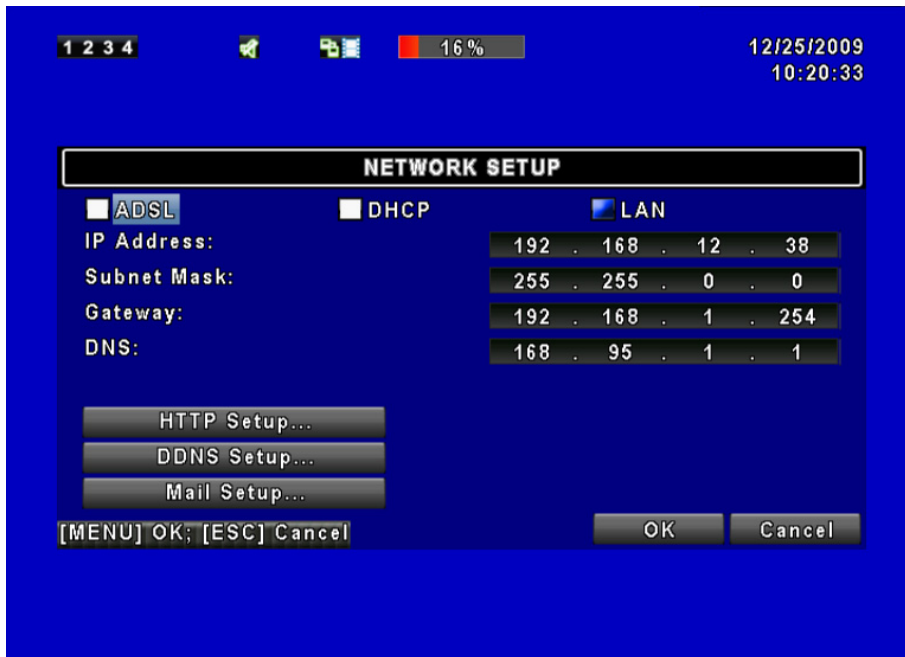 1 2 3 4 16% 12/25/2009
10:20:33
NETWORK SETUP
ADSL DHCP LAN
IP Address: 192 . 168 . 12 . 38
Subnet Mask: 255 . 255 . 0 . 0
Gateway: 192 . 168 . 1 . 254
DNS: 168 . 95 . 1 . 1
HTTP Setup...
DDNS Setup...
Mail Setup...
[MENU] OK; [ESC] Cancel OK Cancel